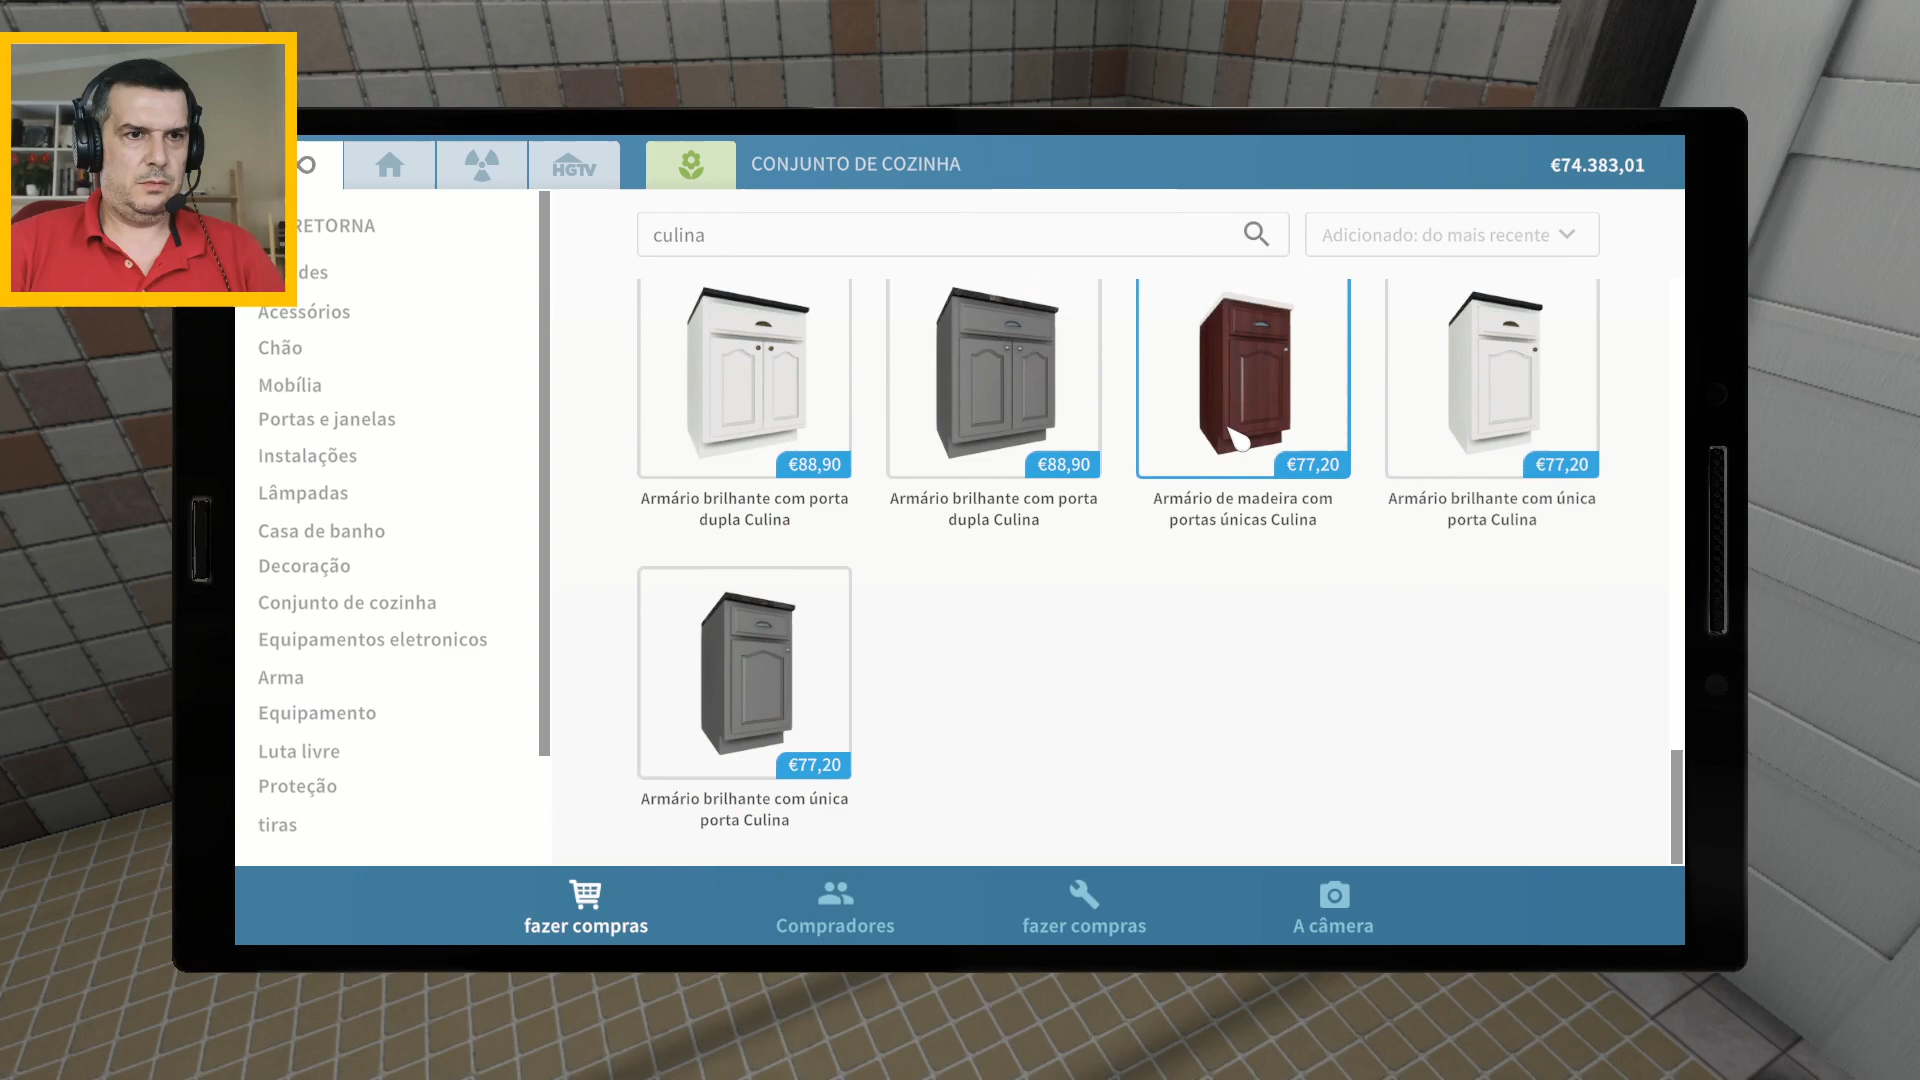 HGTV
CONJUNTO DE COZINHA
€74.383,01
RETORNA
culina
Adicionado: do mais recente
des
Acessórios
Chão
Mobília
Portas e janelas
Instalações
Lâmpadas
Casa de banho
Decoração
Conjunto de cozinha
Equipamentos eletronicos
Arma
Equipamento
Luta livre
Proteção
tiras
€88,90
Armário brilhante com porta
dupla Culina
€88,90
Armário brilhante com porta
dupla Culina
€77,20
Armário de madeira com
portas únicas Culina
€77,20
Armário brilhante com única
porta Culina
€77,20
Armário brilhante com única
porta Culina
fazer compras
Compradores
fazer compras
A câmera